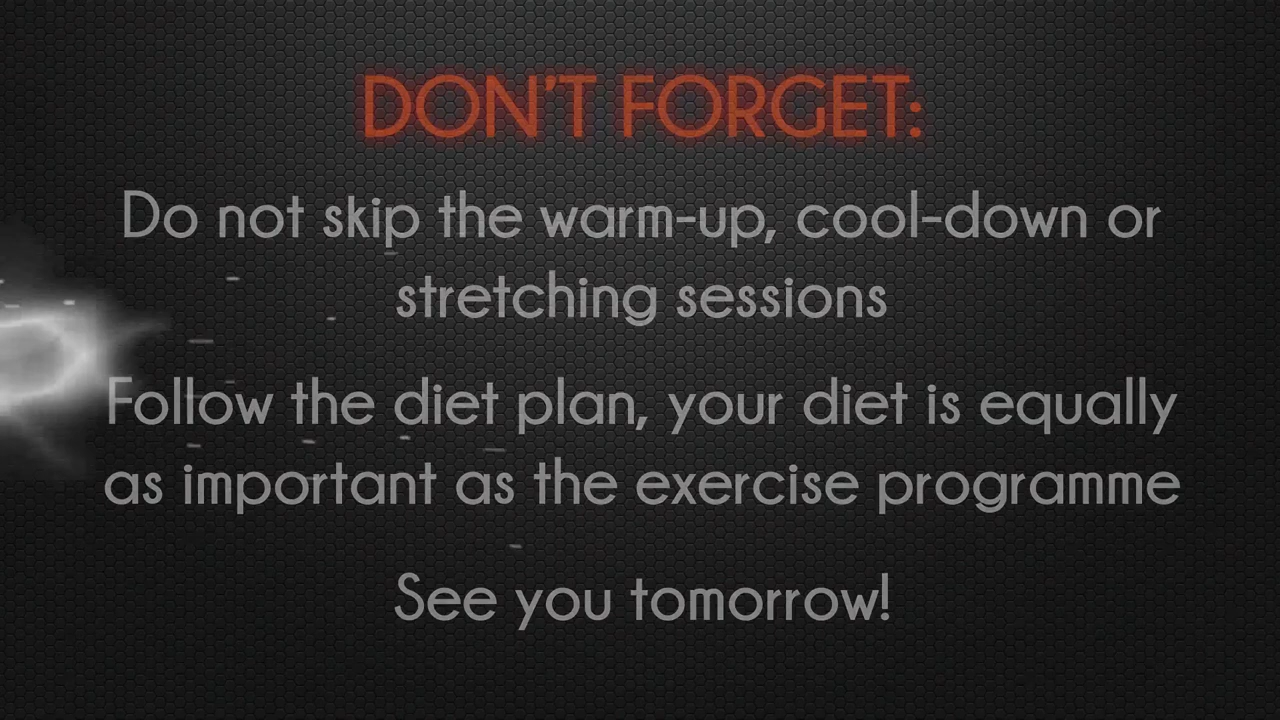 DON'T FORGET:
Do not skip the warm-up, cool-down or
stretching sessions
Follow the diet plan, your diet is equally
as important as the exercise programme
See you tomorrow!